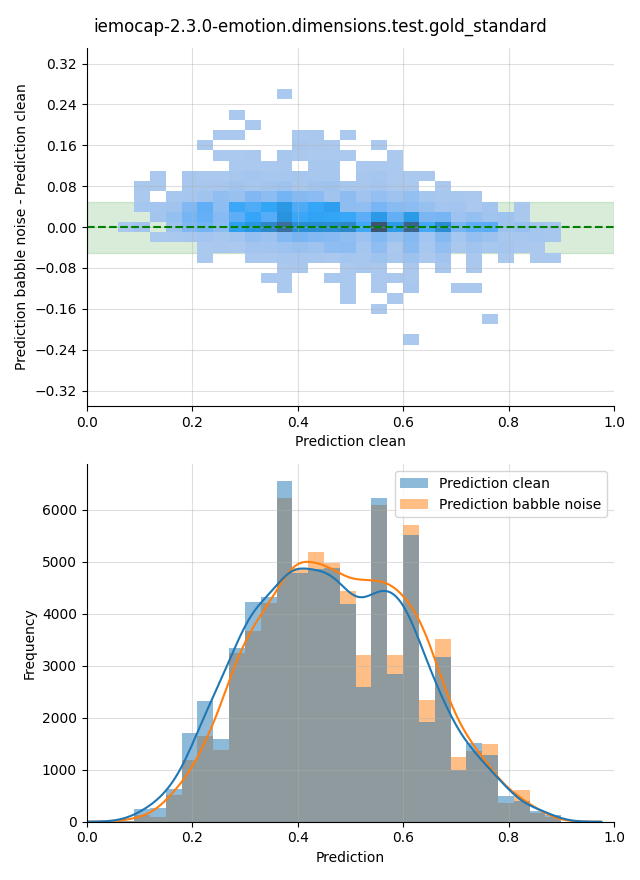 iemocap-2.3.0-emotion.dimensions.test.gold_standard
Prediction babble noise - Prediction clean
0.32
0.24
0.16
0.08
0.00
−0.08
−0.16
−0.24
−0.32
0.0 0.2 0.4 0.6 0.8 1.0
Prediction clean
Frequency
6000
5000
4000
3000
2000
1000
0
Prediction clean
Prediction babble noise
0.0 0.2 0.4 0.6 0.8 1.0
Prediction